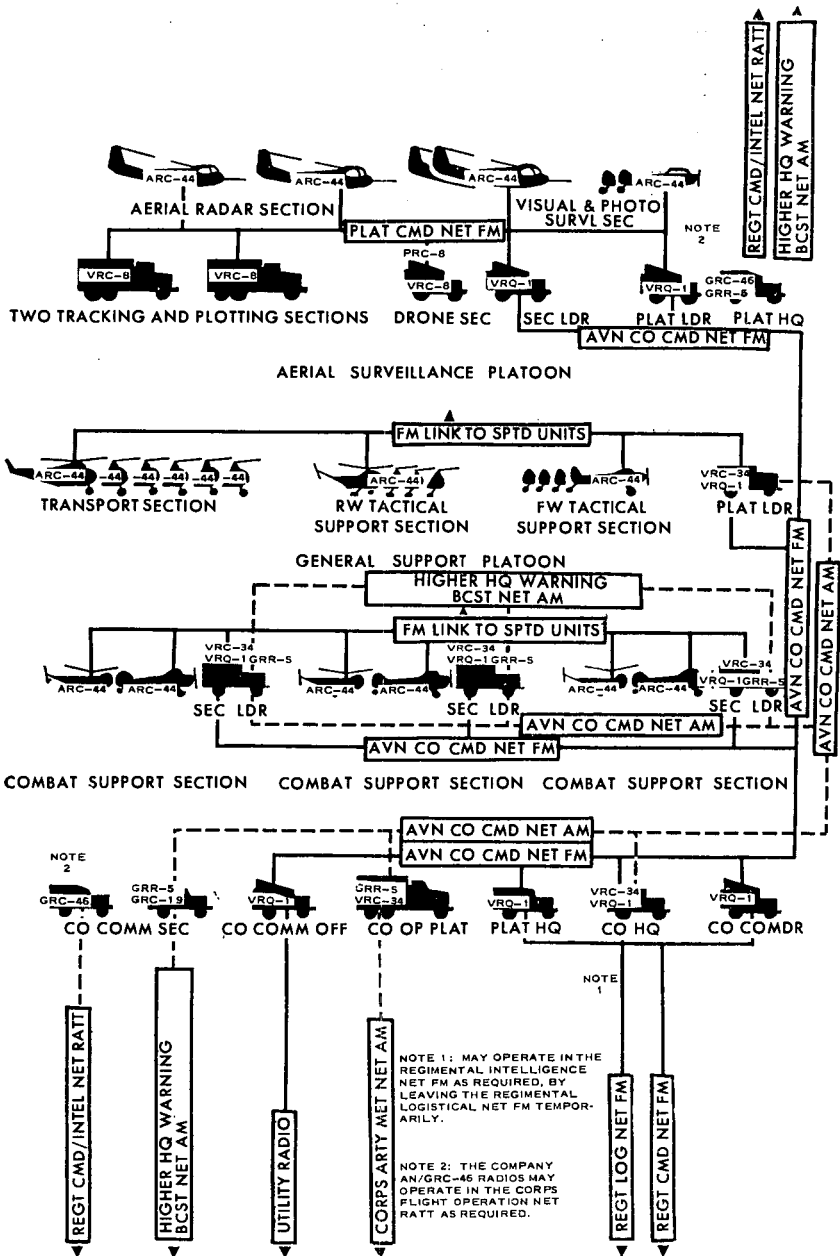 REGT CMD/INTEL NET RATT
HIGHER HQ WARNING
BCST NET AM
ARC-44
ARC-44
ARC-44
ARC-44
AERIAL RADAR SECTION
VISUAL & PHOTO
SURVL SEC
PLAT CMD NET FM
NOTE
2
VRC-8
VRC-8
PRC-8
VRC-8
VRQ-1
VRQ-1
GRC-46
GRR-5
TWO TRACKING AND PLOTTING SECTIONS
DRONE SEC
SEC LDR
PLAT LDR
PLAT HQ
AVN CO CMD NET FM
AERIAL SURVEILLANCE PLATOON
FM LINK TO SPTD UNITS
ARC-44
-44
-44
-44
-44
-44
ARC-44
ARC-44
VRC-34
VRQ-1
TRANSPORT SECTION
RW TACTICAL
SUPPORT SECTION
FW TACTICAL
SUPPORT SECTION
PLAT LDR
GENERAL SUPPORT PLATOON
AVN CO CMD NET FM
AVN CO CMD NET AM
HIGHER HQ WARNING
BCST NET AM
FM LINK TO SPTD UNITS
ARC-44
ARC-44
VRC-34
VRQ-1 GRR-5
SEC LDR
ARC-44
ARC-44
VRC-34
VRQ-1 GRR-5
SEC LDR
ARC-44
ARC-44
VRC-34
VRQ-1 GRR-5
SEC LDR
AVN CO CMD NET AM
AVN CO CMD NET FM
COMBAT SUPPORT SECTION
COMBAT SUPPORT SECTION
COMBAT SUPPORT SECTION
AVN CO CMD NET AM
AVN CO CMD NET FM
NOTE
2
GRC-46
GRR-5
GRC-19
VRQ-1
GRR-5
VRC-34
VRQ-1
VRC-34
VRQ-1
VRQ-1
CO COMM SEC
CO COMM OFF
CO OP PLAT
PLAT HQ
CO HQ
CO COMDR
NOTE
1
REGT CMD/INTEL NET RATT
HIGHER HQ WARNING
BCST NET AM
UTILITY RADIO
CORPS ARTY MET NET AM
NOTE 1: MAY OPERATE IN THE
REGIMENTAL INTELLIGENCE
NET FM AS REQUIRED, BY
LEAVING THE REGIMENTAL
LOGISTICAL NET FM TEMPOR-
ARILY.
NOTE 2: THE COMPANY
AN/GRC-46 RADIOS MAY
OPERATE IN THE CORPS
FLIGHT OPERATION NET
RATT AS REQUIRED.
REGT LOG NET FM
REGT CMD NET FM